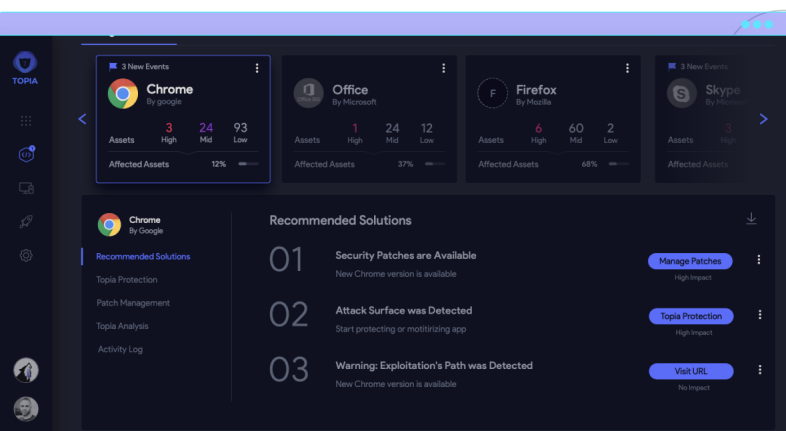 TOPIA
3 New Events
Chrome
By google
Assets
3 High
24 Mid
93 Low
Affected Assets
12%
Office
By Microsoft
Assets
1 High
24 Mid
12 Low
Affected Assets
37%
F
Firefox
By Mozilla
Assets
6 High
60 Mid
2 Low
Affected Assets
68%
3 New Events
S
Skype
Assets
3 High
Affected Assets
Chrome
By Google
Recommended Solutions
Topia Protection
Patch Management
Topia Analysis
Activity Log
Recommended Solutions
01
Security Patches are Available
New Chrome version is available
Manage Patches
High Impact
02
Attack Surface was Detected
Start protecting or motitirizing app
Topia Protection
High Impact
03
Warning: Exploitation's Path was Detected
New Chrome version is available
Visit URL
No Impact